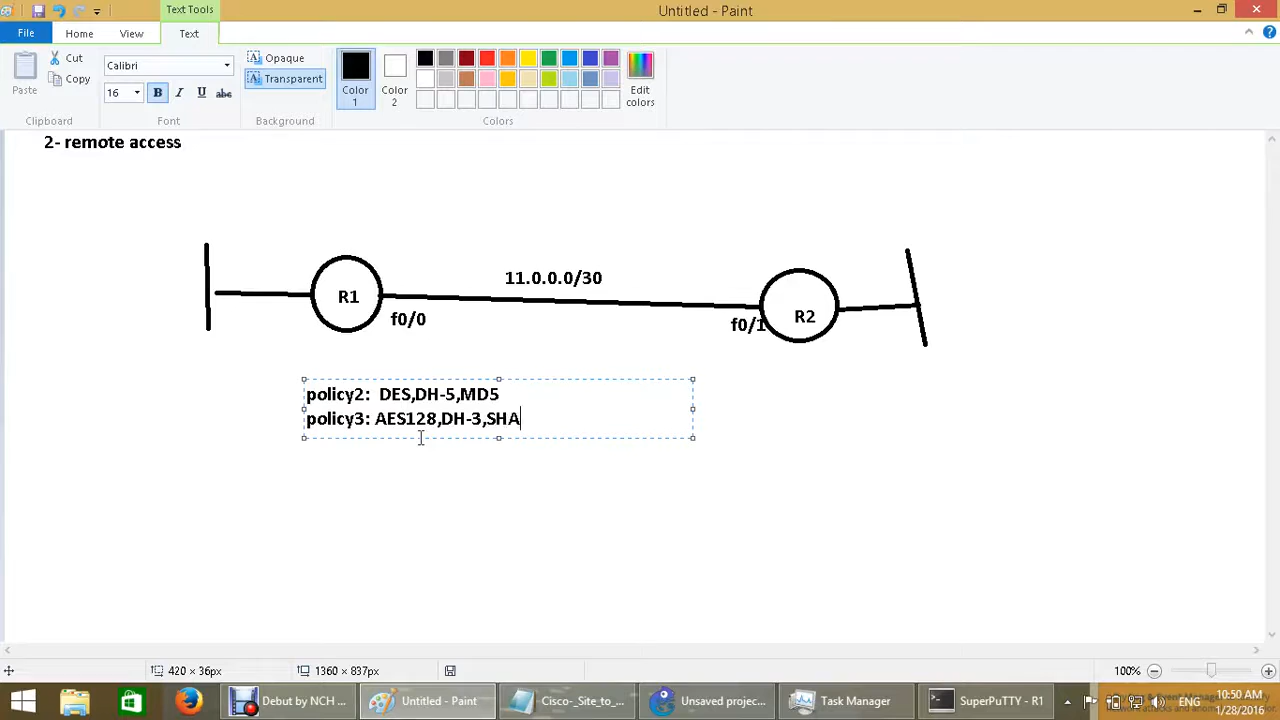 Untitled - Paint
Text Tools
File
Home
View
Text
Paste
Cut
Copy
Clipboard
Calibri
16
B
I
U
abc
Font
Opaque
Transparent
Background
Color
1
Color
2
Edit
colors
Colors
2- remote access
11.0.0.0/30
R1
R2
f0/0
f0/1
policy2: DES,DH-5,MD5
policy3: AES128,DH-3,SHA
420 × 36px
1360 × 837px
100%
Debut by NCH ...
Untitled - Paint
Cisco-_Site_to_...
Unsaved projec...
Task Manager
SuperPuTTY - R1
ENG
10:50 AM
1/28/2016